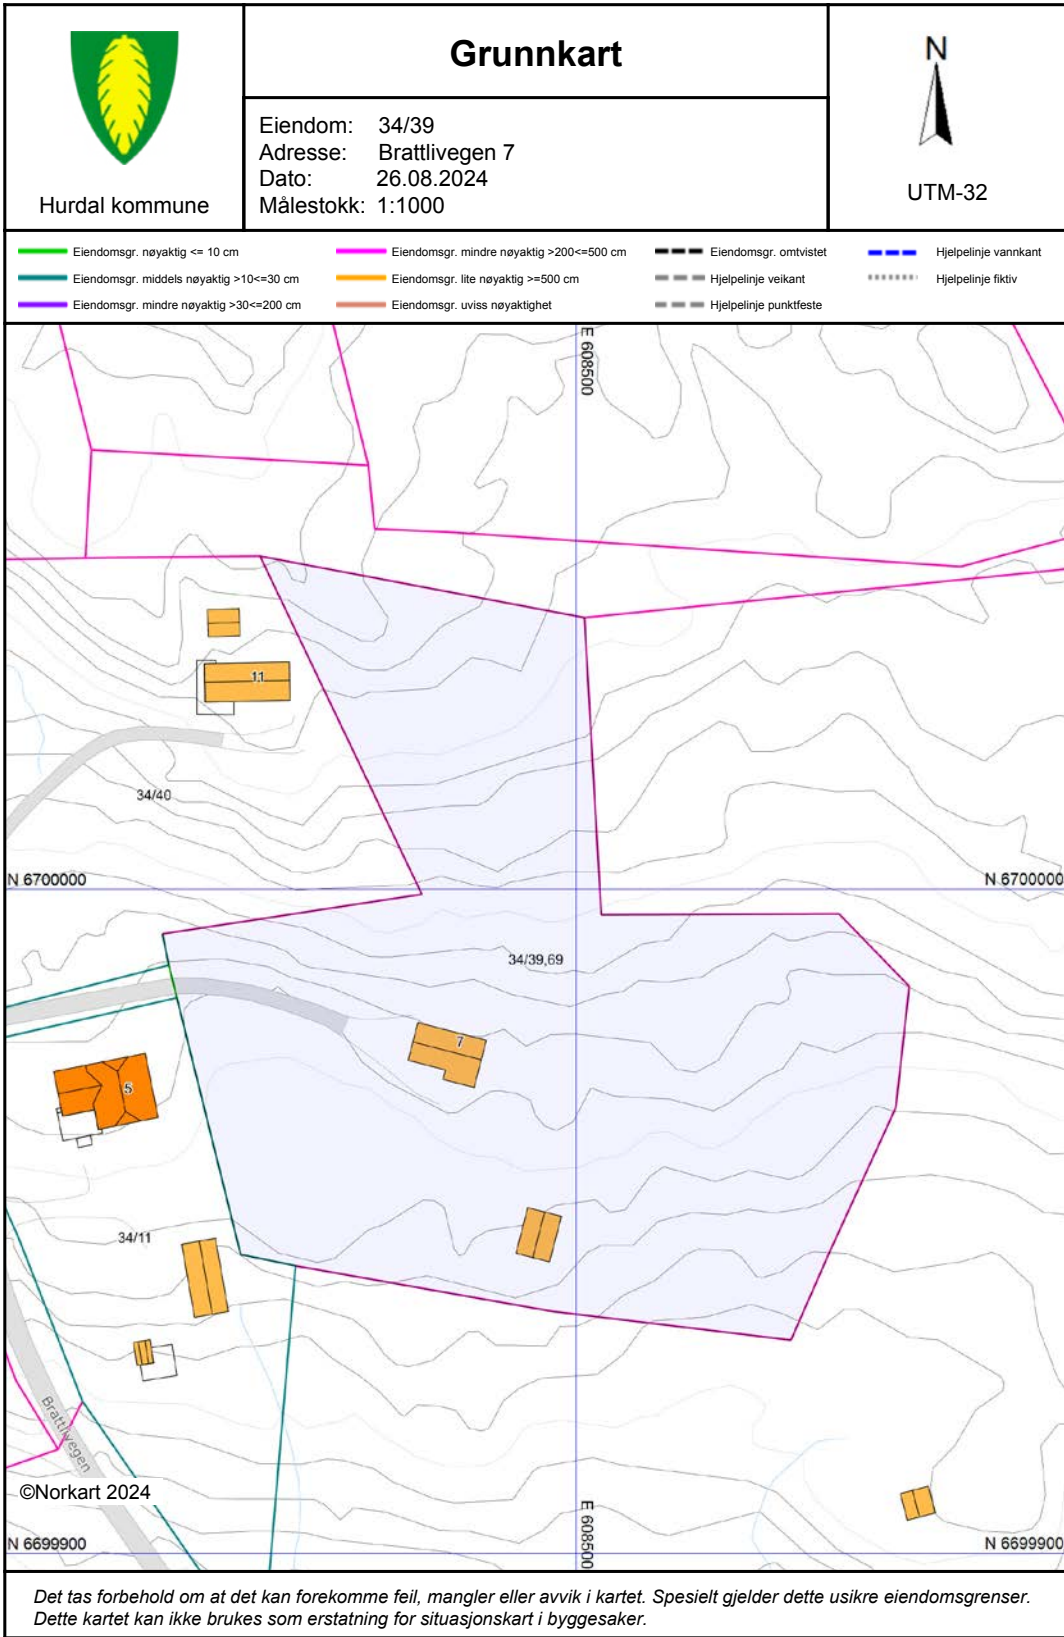 Hurdal kommune
Grunnkart
Eiendom: 34/39
Adresse: Brattlivegen 7
Dato: 26.08.2024
Målestokk: 1:1000
N
UTM-32
Eiendomsgr. nøyaktig <= 10 cm
Eiendomsgr. middels nøyaktig >10<=30 cm
Eiendomsgr. mindre nøyaktig >30<=200 cm
Eiendomsgr. mindre nøyaktig >200<=500 cm
Eiendomsgr. lite nøyaktig >=500 cm
Eiendomsgr. uviss nøyaktighet
Eiendomsgr. omtvistet
Hjelpelinje veikant
Hjelpelinje punktfeste
Hjelpelinje vannkant
Hjelpelinje fiktiv
E 608500
11
34/40
N 6700000
N 6700000
34/39,69
7
5
34/11
Brattlivegen
©Norkart 2024
E 608500
N 6699900
N 6699900
Det tas forbehold om at det kan forekomme feil, mangler eller avvik i kartet. Spesielt gjelder dette usikre eiendomsgrenser.
Dette kartet kan ikke brukes som erstatning for situasjonskart i byggesaker.